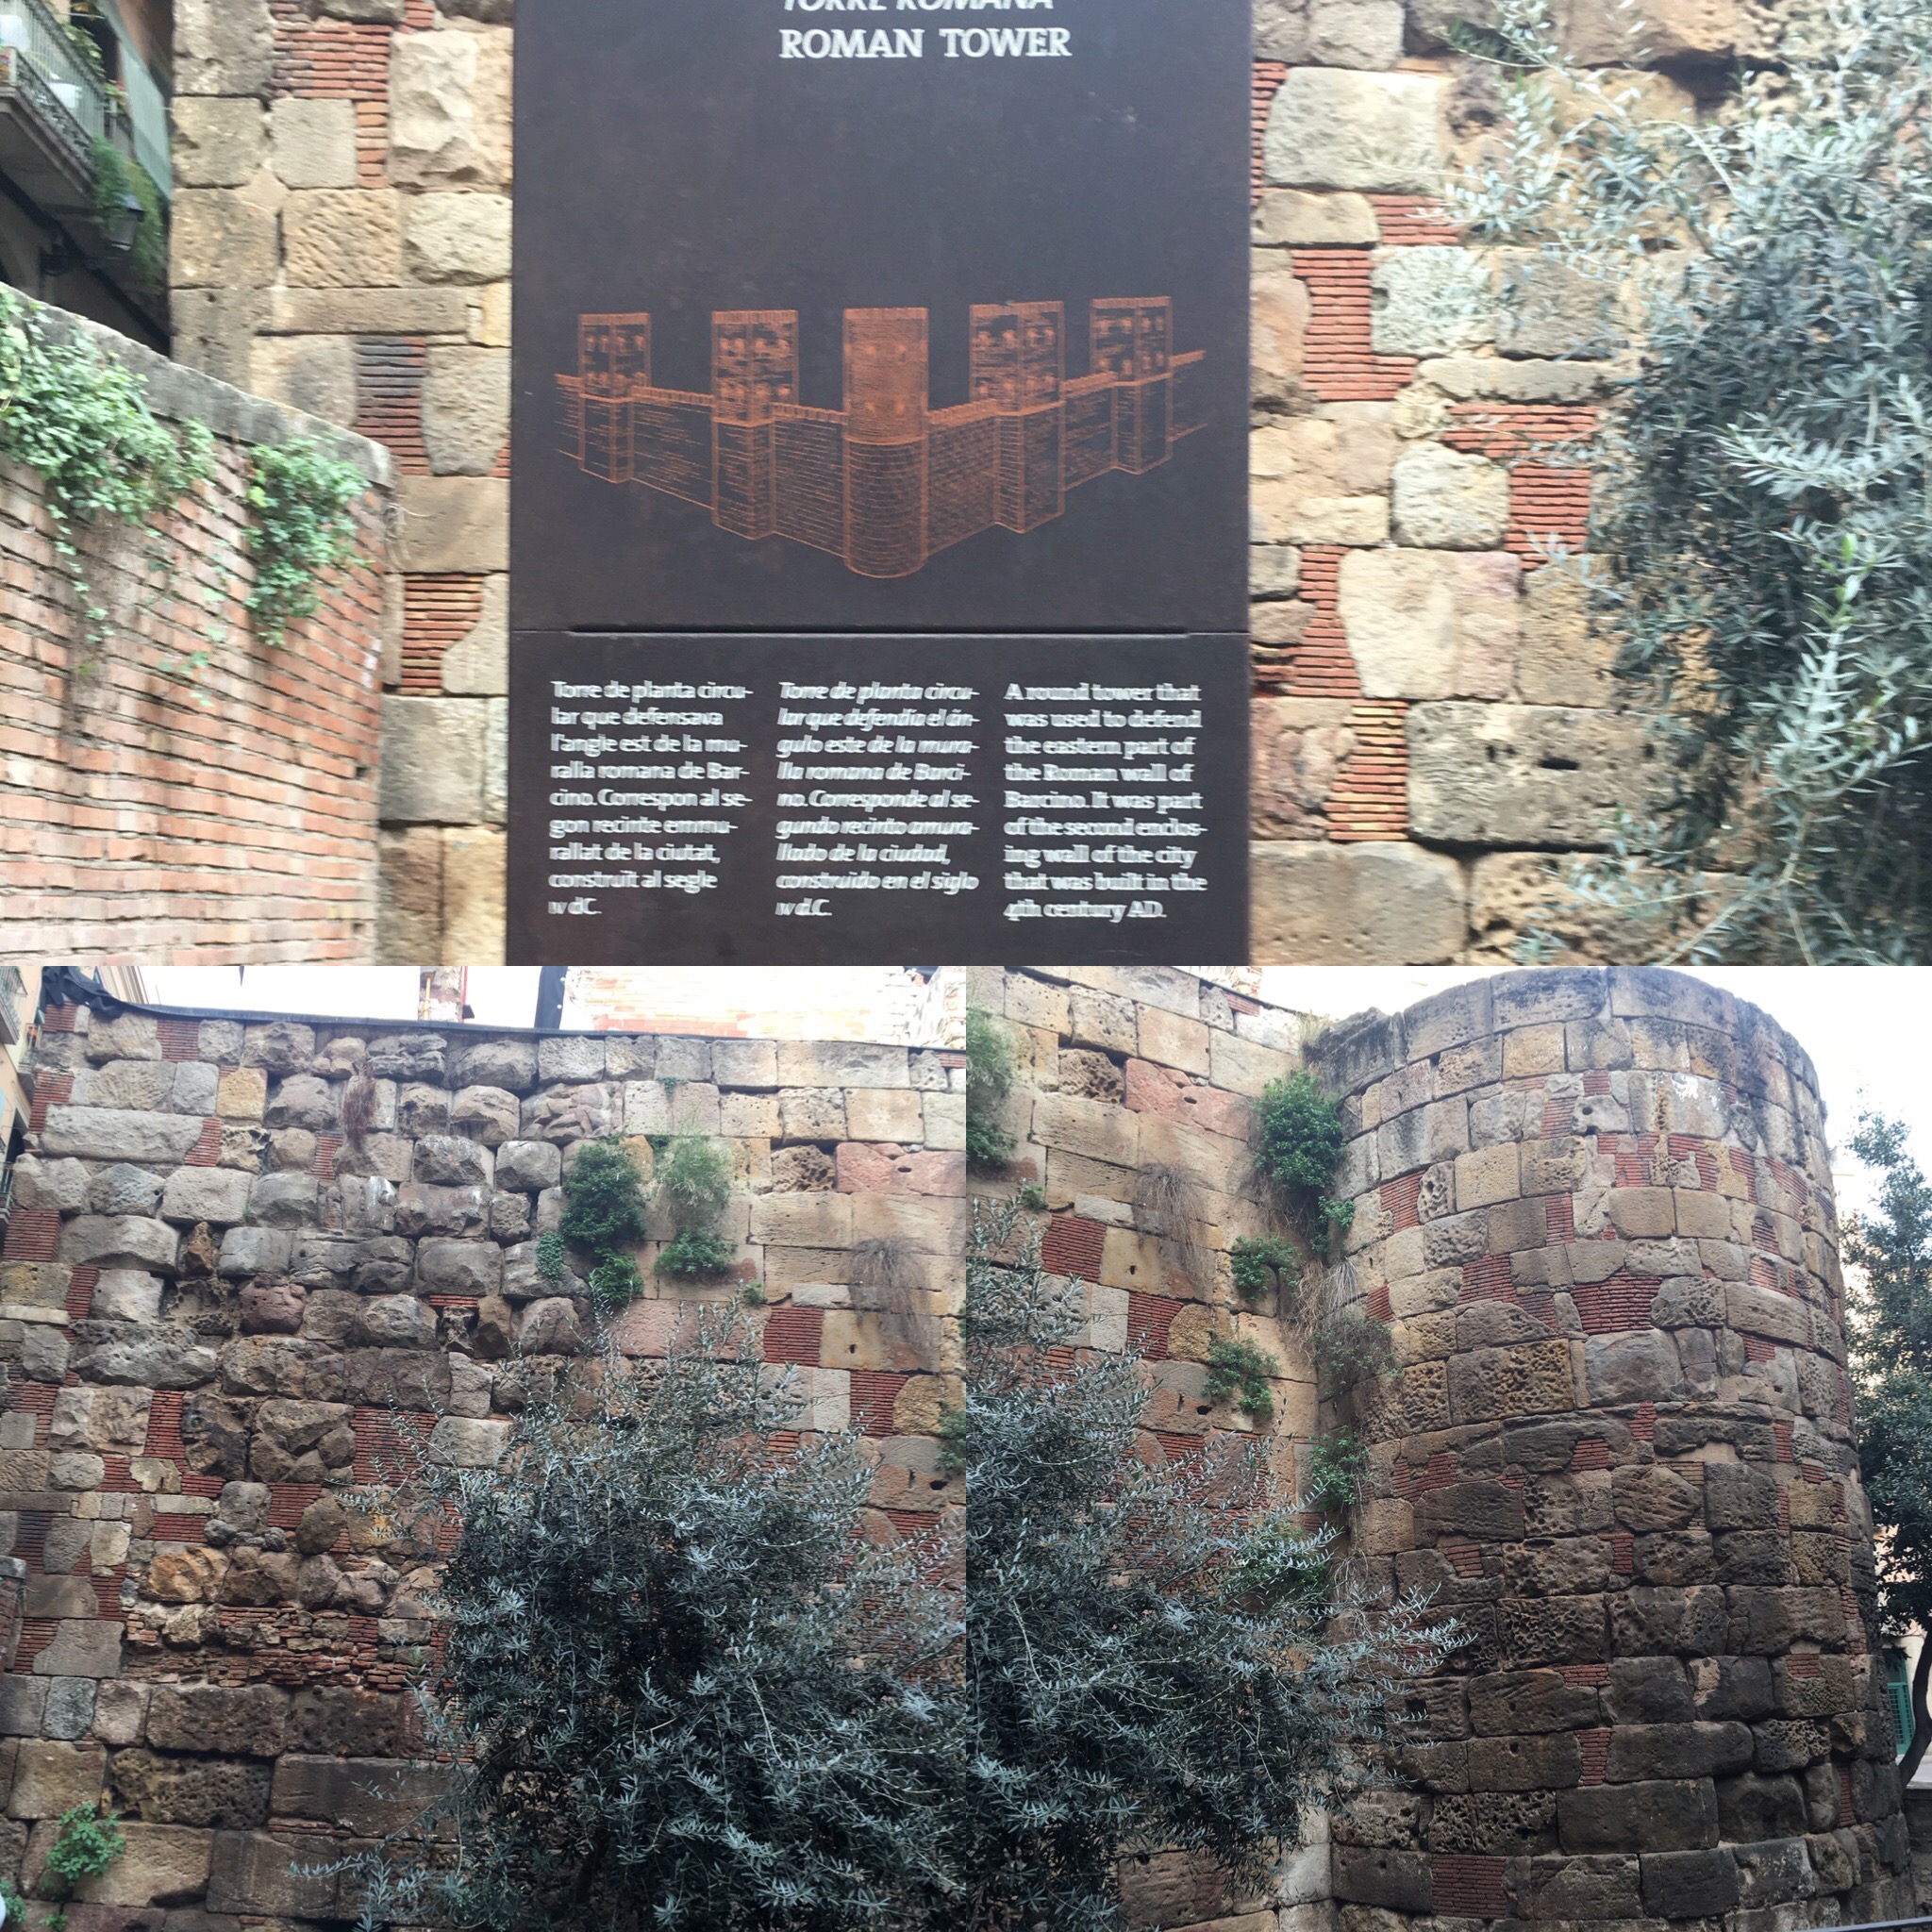 TORRE ROMANA
ROMAN TOWER
Torre de planta circu-
lar que defensava
l'angle est de la mu-
ralla romana de Bar-
cino. Correspon al se-
gon recinte emmu-
rallat de la ciutat,
construït al segle
IV dC.
Torre de planta circu-
lar que defendía el án-
gulo este de la mura-
lla romana de Barci-
no. Corresponde al se-
gundo recinto amura-
llado de la ciudad,
construido en el siglo
IV d.C.
A round tower that
was used to defend
the eastern part of
the Roman wall of
Barcino. It was part
of the second enclos-
ing wall of the city
that was built in the
4th century AD.